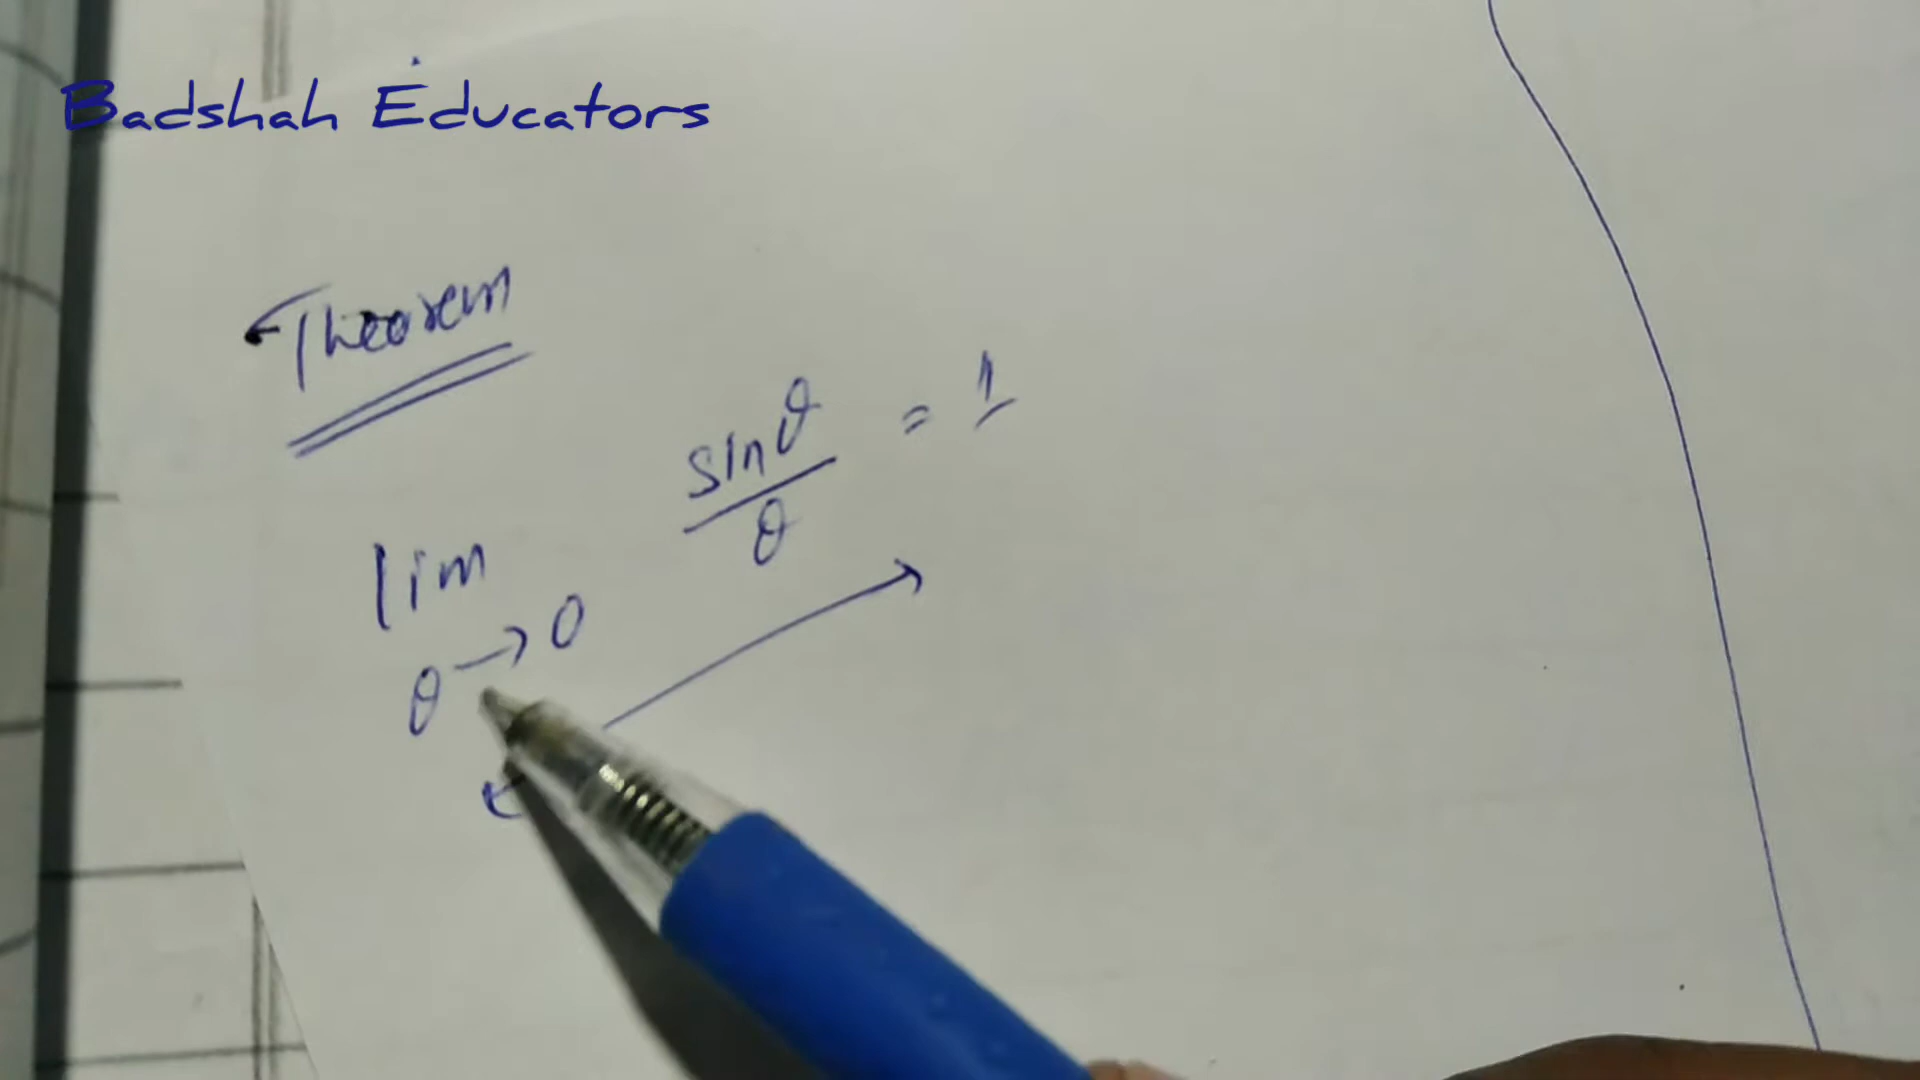 Badshah Educators
Theorem
lim sinθ/θ = 1
θ → 0